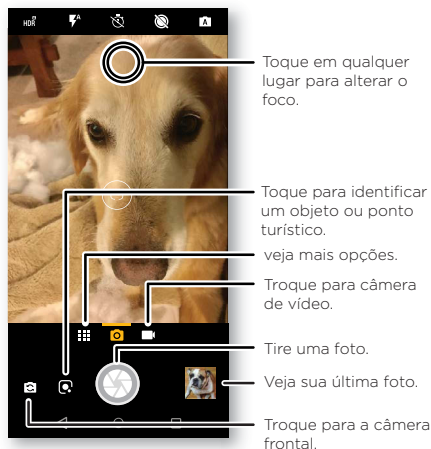 HDR
A
A
Toque em qualquer
lugar para alterar o
foco.
Toque para identificar
um objeto ou ponto
turístico.
veja mais opções.
Troque para câmera
de vídeo.
Tire uma foto.
Veja sua última foto.
Troque para a câmera
frontal.